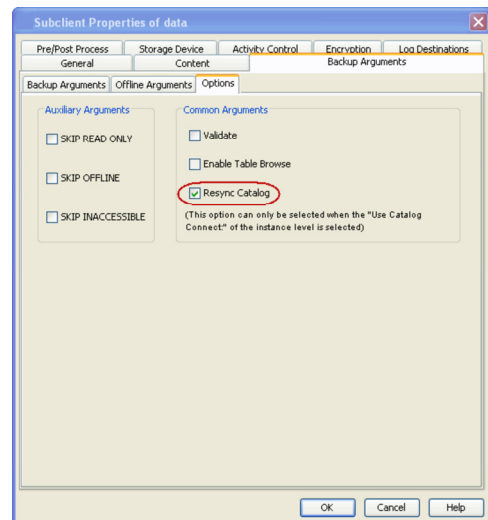 Subclient Properties of data
Pre/Post Process Storage Device Activity Control Encryption Log Destinations
General Content Backup Arguments
Backup Arguments Offline Arguments Options
Auxiliary Arguments
Common Arguments
SKIP READ ONLY
Validate
Enable Table Browse
SKIP OFFLINE
Resync Catalog
SKIP INACCESSIBLE
(This option can only be selected when the "Use Catalog
Connect" of the instance level is selected)
OK Cancel Help